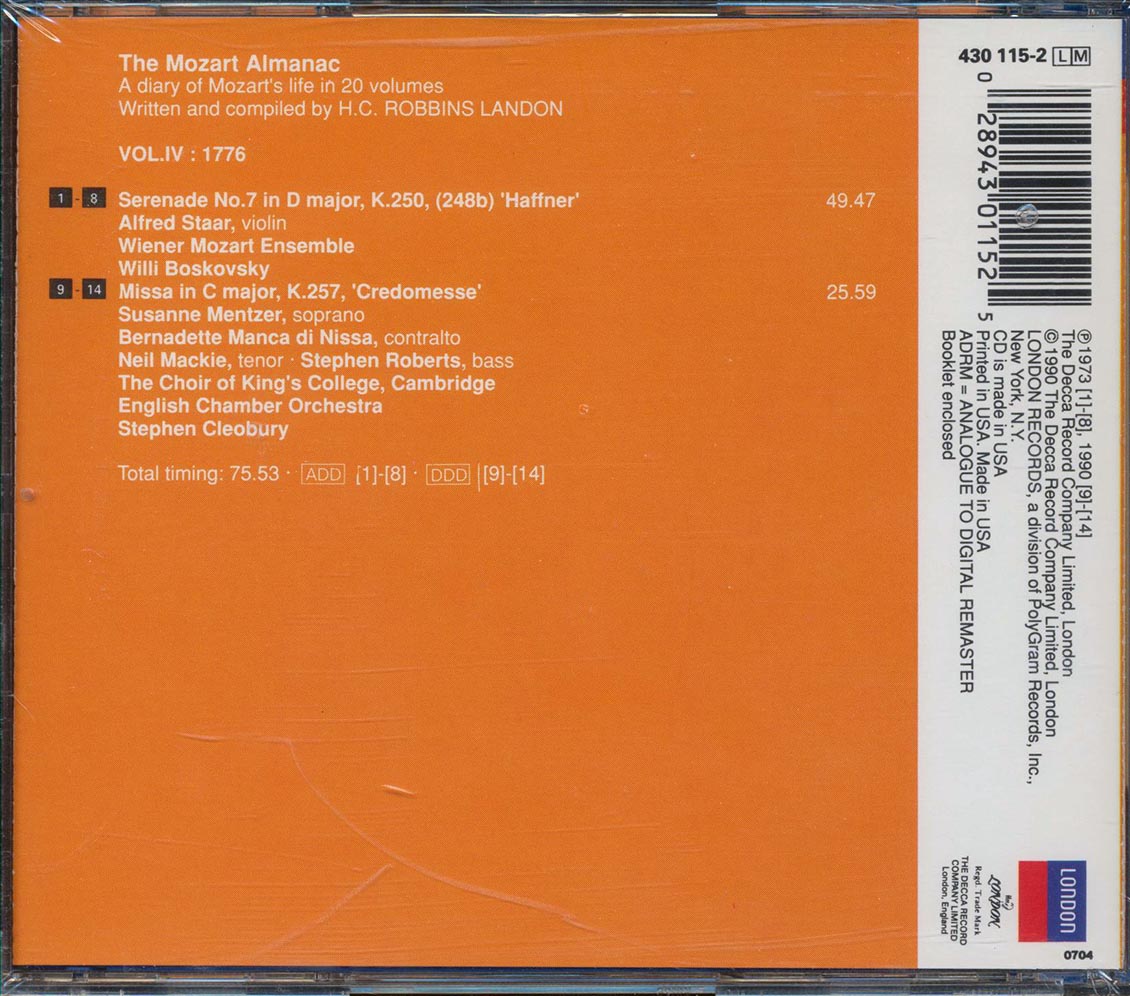 The Mozart Almanac
A diary of Mozart's life in 20 volumes
Written and compiled by H.C. ROBBINS LANDON
VOL.IV : 1776
1 - 8 Serenade No.7 in D major, K.250, (248b) 'Haffner' 49.47
Alfred Staar, violin
Wiener Mozart Ensemble
Willi Boskovsky
9 - 14 Missa in C major, K.257, 'Credomesse' 25.59
Susanne Mentzer, soprano
Bernadette Manca di Nissa, contralto
Neil Mackie, tenor · Stephen Roberts, bass
The Choir of King's College, Cambridge
English Chamber Orchestra
Stephen Cleobury
Total timing: 75.53 · ADD [1]-[8] · DDD [9]-[14]
430 115-2 LM
0 28943 01152 5
℗ 1973 [1]-[8], 1990 [9]-[14]
The Decca Record Company Limited, London
© 1990 The Decca Record Company Limited, London
LONDON RECORDS, a division of PolyGram Records, Inc.,
New York, N.Y.
CD is made in USA
Printed in USA. Made in USA
ADRM = ANALOGUE TO DIGITAL REMASTER
Booklet enclosed
LONDON
LONDON
Regd. Trade Mark
THE DECCA RECORD
COMPANY LIMITED
London, England
0704